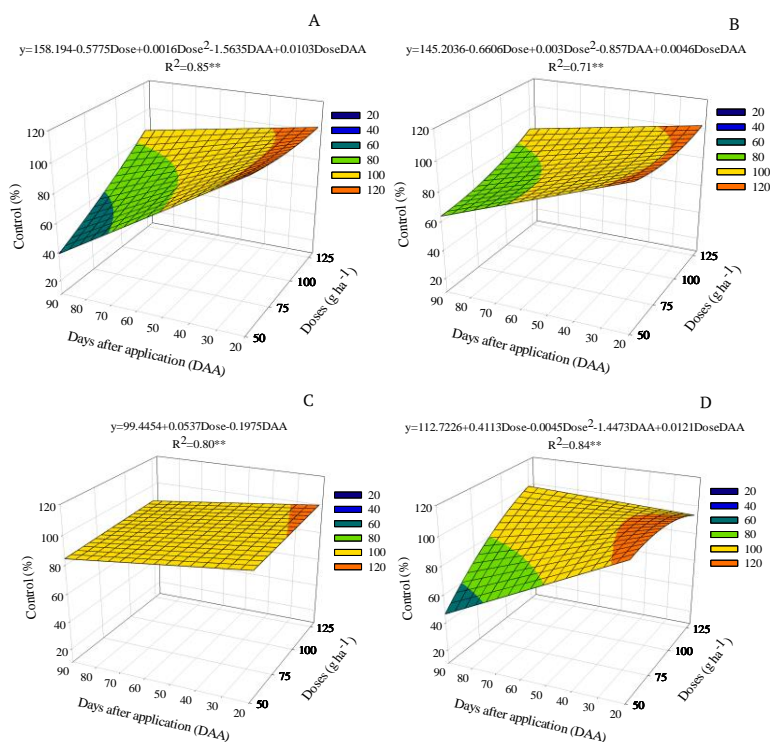 A
y=158.194-0.5775Dose+0.0016Dose²-1.5635DAA+0.0103DoseDAA
R²=0.85**
20
40
60
80
100
120
120
100
80
60
40
20
Control (%)
90 80 70 60 50 40 30 20
Days after application (DAA)
50 75 100 125
Doses (g ha⁻¹)
B
y=145.2036-0.6606Dose+0.003Dose²-0.857DAA+0.0046DoseDAA
R²=0.71**
20
40
60
80
100
120
120
100
80
60
40
20
Control (%)
90 80 70 60 50 40 30 20
Days after application (DAA)
50 75 100 125
Doses (g ha⁻¹)
C
y=99.4454+0.0537Dose-0.1975DAA
R²=0.80**
20
40
60
80
100
120
120
100
80
60
40
20
Control (%)
90 80 70 60 50 40 30 20
Days after application (DAA)
50 75 100 125
Doses (g ha⁻¹)
D
y=112.7226+0.4113Dose-0.0045Dose²-1.4473DAA+0.0121DoseDAA
R²=0.84**
20
40
60
80
100
120
120
100
80
60
40
20
Control (%)
90 80 70 60 50 40 30 20
Days after application (DAA)
50 75 100 125
Doses (g ha⁻¹)